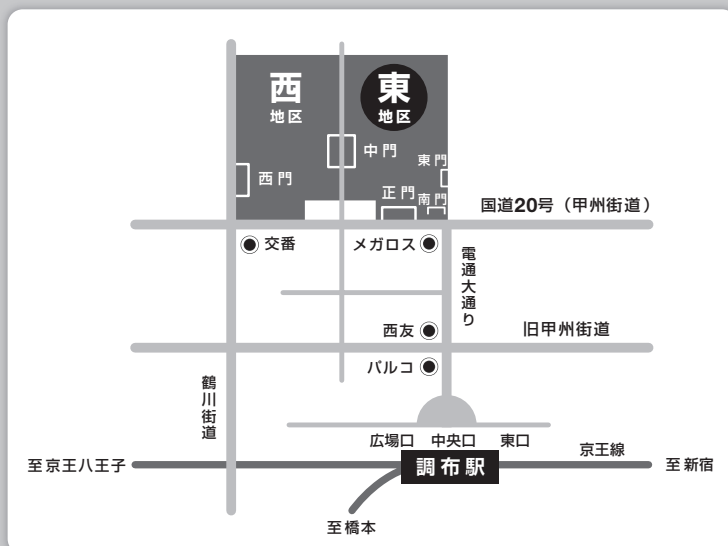 西
地区
東
地区
中門
東門
西門
正門
南門
国道20号（甲州街道）
交番
メガロス
電通大通り
西友
旧甲州街道
パルコ
鶴川街道
広場口
中央口
東口
京王線
至京王八王子
調布駅
至新宿
至橋本